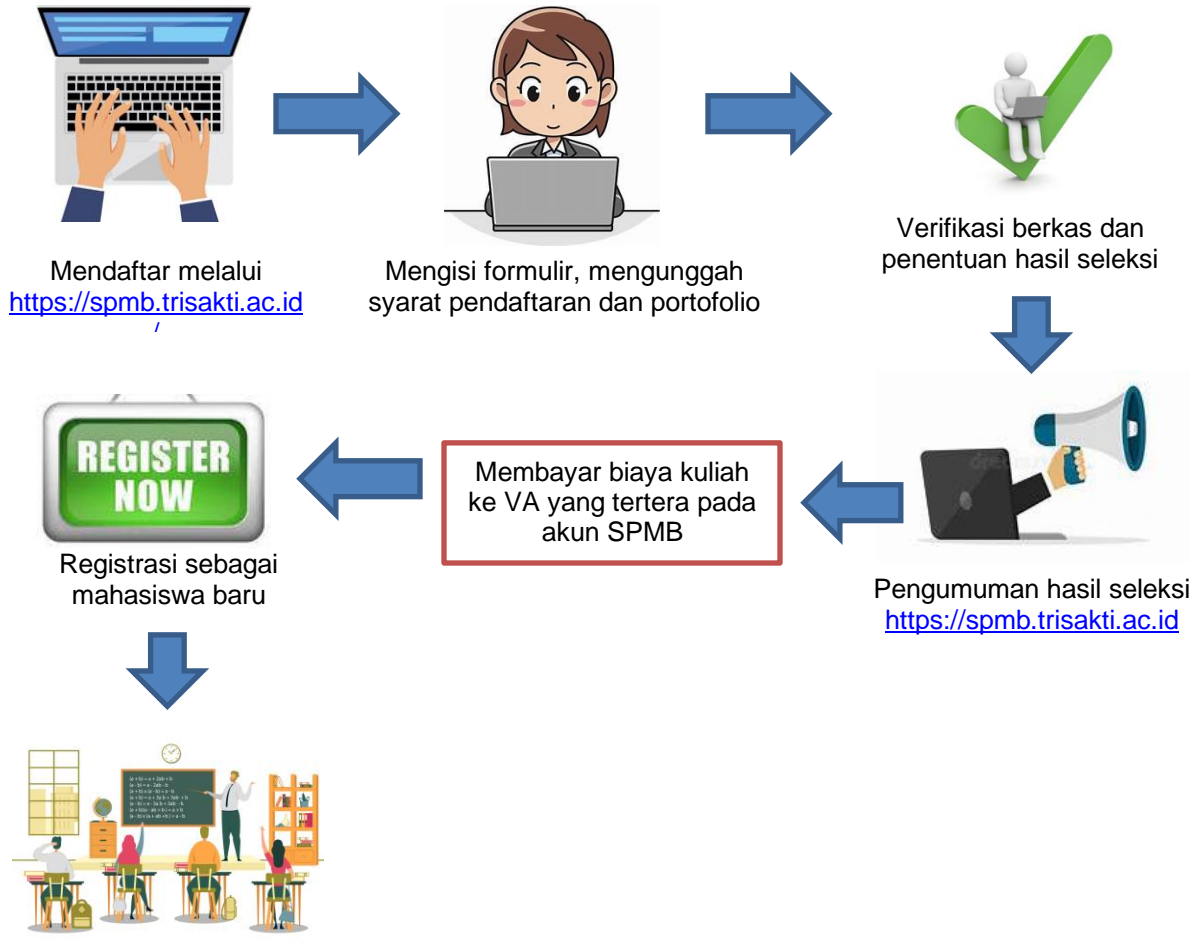 Mendaftar melalui
https://spmb.trisakti.ac.id
/
Mengisi formulir, mengunggah
syarat pendaftaran dan portofolio
Verifikasi berkas dan
penentuan hasil seleksi
Pengumuman hasil seleksi
https://spmb.trisakti.ac.id
Membayar biaya kuliah
ke VA yang tertera pada
akun SPMB
REGISTER
NOW
Registrasi sebagai
mahasiswa baru